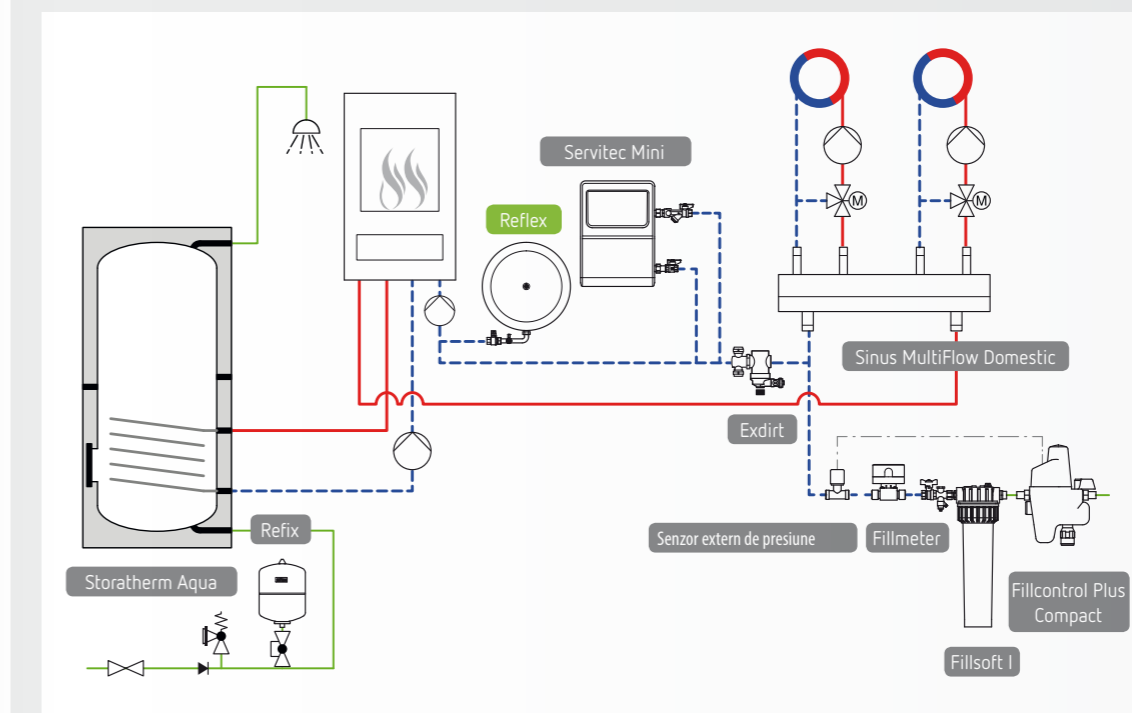 Servitec Mini
Reflex
M
M
Sinus MultiFlow Domestic
Exdirt
Refix
Senzor extern de presiune
Fillmeter
Storatherm Aqua
Fillcontrol Plus
Compact
Fillsoft I